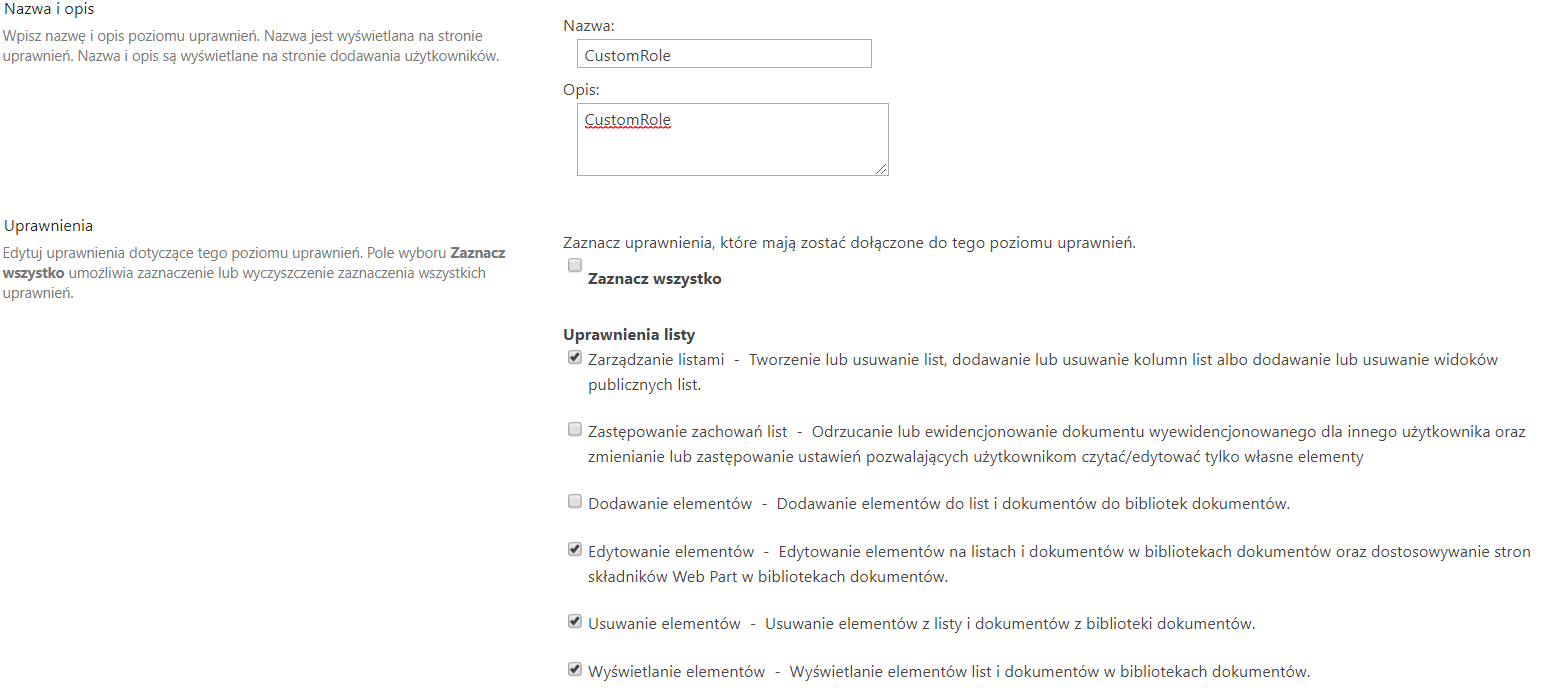 Nazwa i opis
Wpisz nazwę i opis poziomu uprawnień. Nazwa jest wyświetlana na stronie
uprawnień. Nazwa i opis są wyświetlane na stronie dodawania użytkowników.
Nazwa:
CustomRole
Opis:
CustomRole
Uprawnienia
Edytuj uprawnienia dotyczące tego poziomu uprawnień. Pole wyboru Zaznacz
wszystko umożliwia zaznaczenie lub wyczyszczenie zaznaczenia wszystkich
uprawnień.
Zaznacz uprawnienia, które mają zostać dołączone do tego poziomu uprawnień.
Zaznacz wszystko
Uprawnienia listy
Zarządzanie listami - Tworzenie lub usuwanie list, dodawanie lub usuwanie kolumn list albo dodawanie lub usuwanie widoków
publicznych list.
Zastępowanie zachowań list - Odrzucanie lub ewidencjonowanie dokumentu wyewidencjonowanego dla innego użytkownika oraz
zmienianie lub zastępowanie ustawień pozwalających użytkownikom czytać/edytować tylko własne elementy
Dodawanie elementów - Dodawanie elementów do list i dokumentów do bibliotek dokumentów.
Edytowanie elementów - Edytowanie elementów na listach i dokumentów w bibliotekach dokumentów oraz dostosowywanie stron
składników Web Part w bibliotekach dokumentów.
Usuwanie elementów - Usuwanie elementów z listy i dokumentów z biblioteki dokumentów.
Wyświetlanie elementów - Wyświetlanie elementów list i dokumentów w bibliotekach dokumentów.